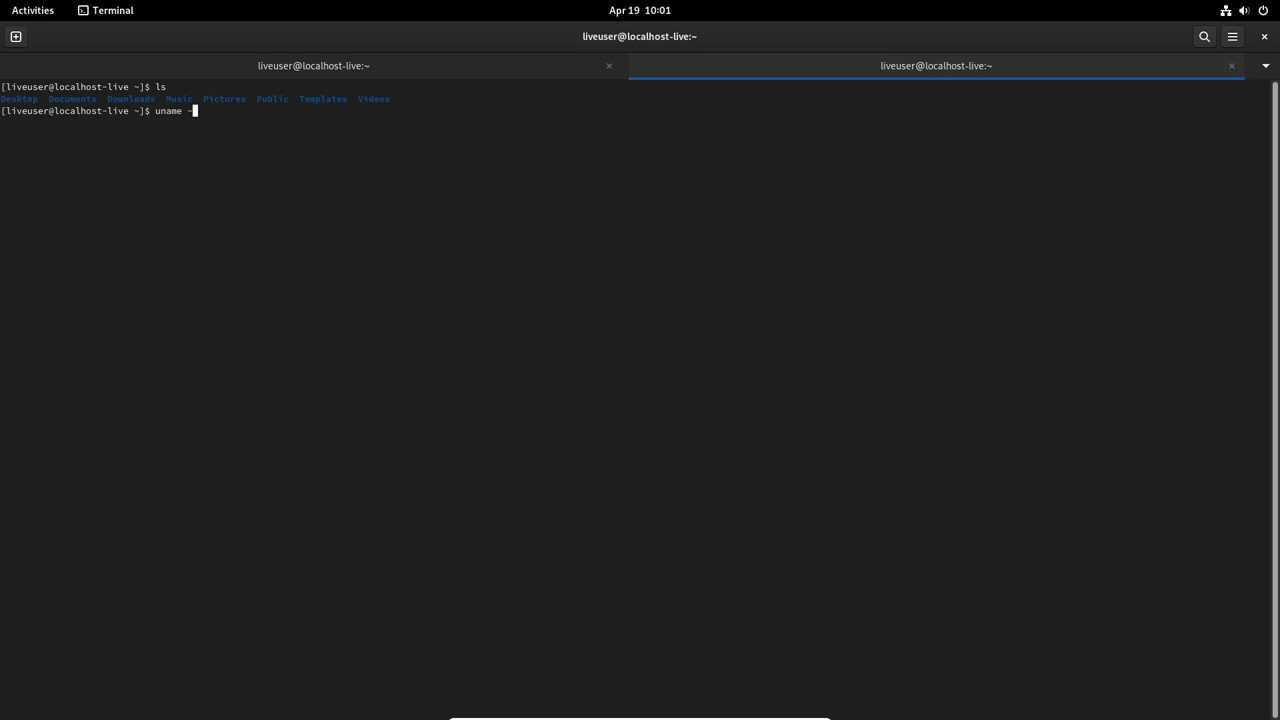 Activities Terminal Apr 19 10:01
liveuser@localhost-live:~
liveuser@localhost-live:~ liveuser@localhost-live:~
[liveuser@localhost-live ~]$ ls
Desktop Documents Downloads Music Pictures Public Templates Videos
[liveuser@localhost-live ~]$ uname -